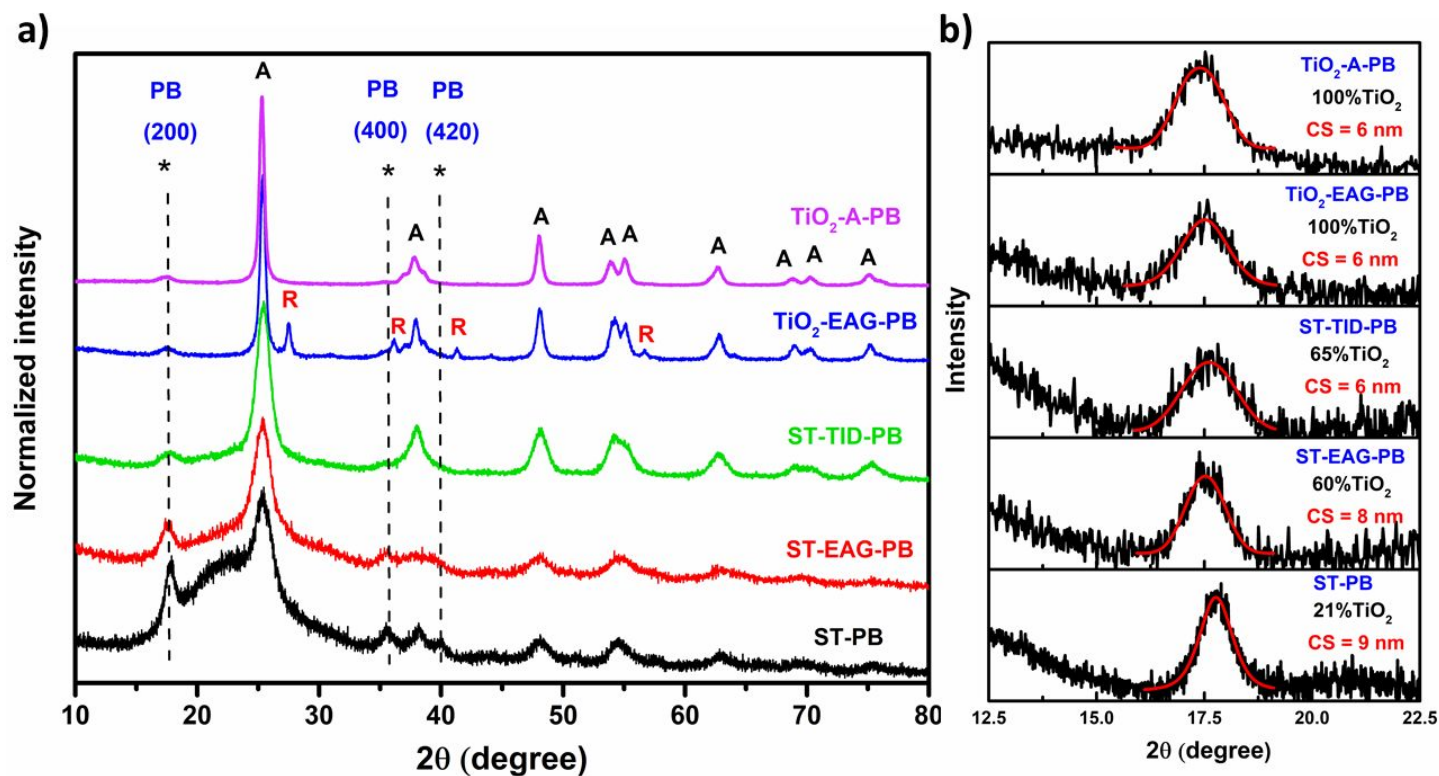 a)
PB
(200)
*
A
PB
(400)
*
PB
(420)
*
TiO2-A-PB
A
A
A
A
A
A
A
A
TiO2-EAG-PB
R
R
R
R
ST-TID-PB
ST-EAG-PB
ST-PB
Normalized intensity
10 20 30 40 50 60 70 80
2θ (degree)
b)
TiO2-A-PB
100%TiO2
CS = 6 nm
TiO2-EAG-PB
100%TiO2
CS = 6 nm
ST-TID-PB
65%TiO2
CS = 6 nm
ST-EAG-PB
60%TiO2
CS = 8 nm
ST-PB
21%TiO2
CS = 9 nm
Intensity
12.5 15.0 17.5 20.0 22.5
2θ (degree)